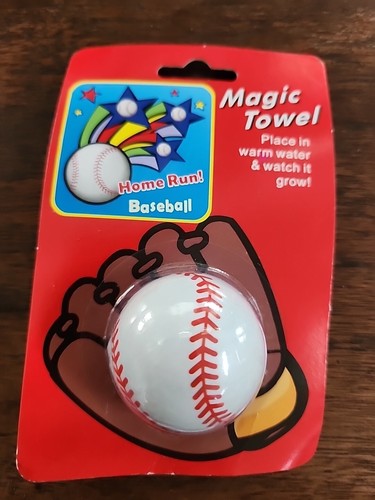 Magic
Towel
Place in
warm water
& watch it
grow!
Home Run!
Baseball